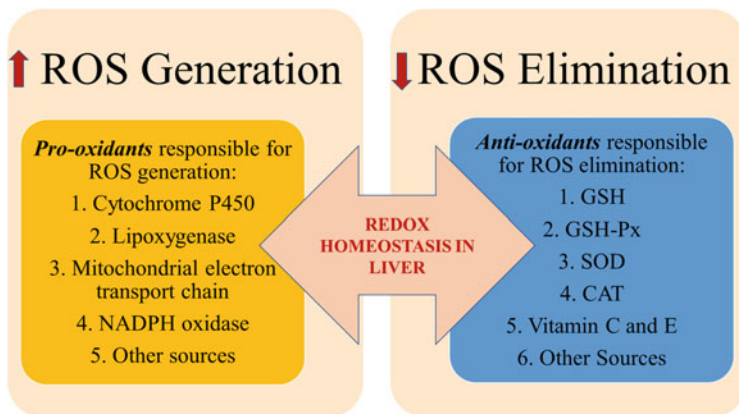 ROS Generation
Pro-oxidants responsible for
ROS generation:
1. Cytochrome P450
2. Lipoxygenase
3. Mitochondrial electron
transport chain
4. NADPH oxidase
5. Other sources
REDOX
HOMEOSTASIS IN
LIVER
ROS Elimination
Anti-oxidants responsible
for ROS elimination:
1. GSH
2. GSH-Px
3. SOD
4. CAT
5. Vitamin C and E
6. Other Sources